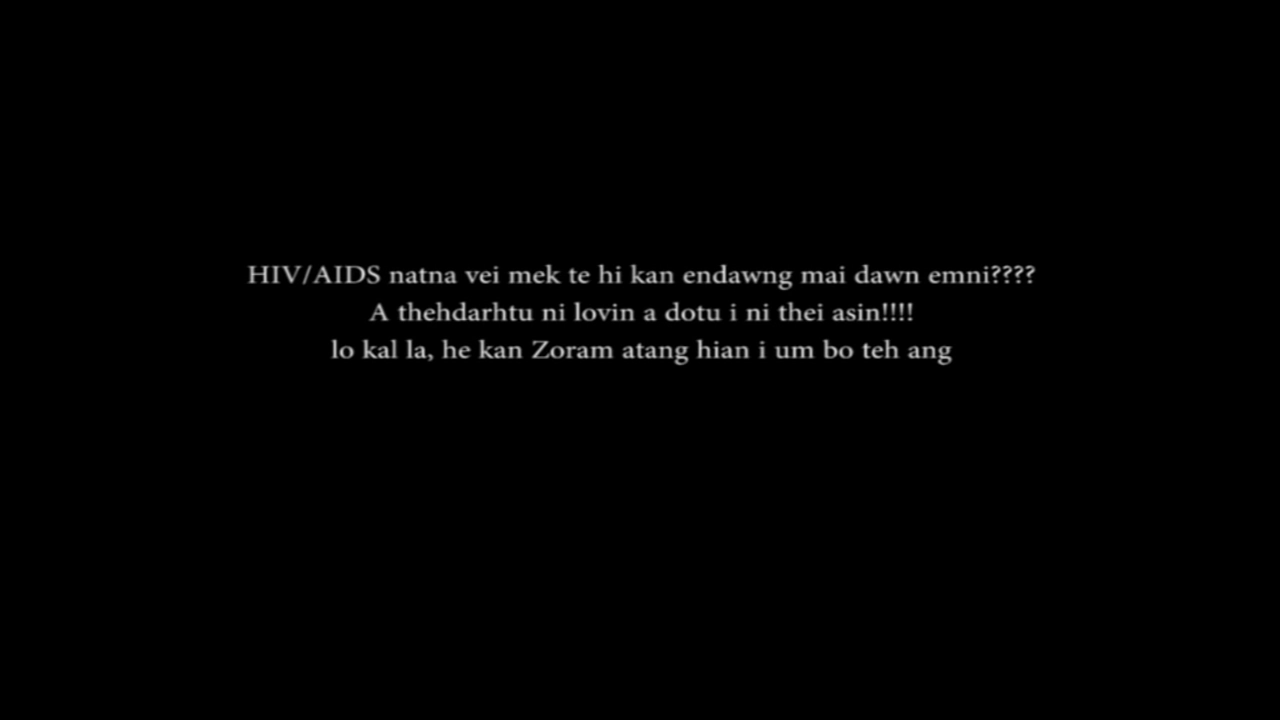 HIV/AIDS natna vei mek te hi kan endawng mai dawn emni????
A thehdarhtu ni lovin a dotu i ni thei asin!!!!
lo kal la, he kan Zoram atang hian i um bo teh ang